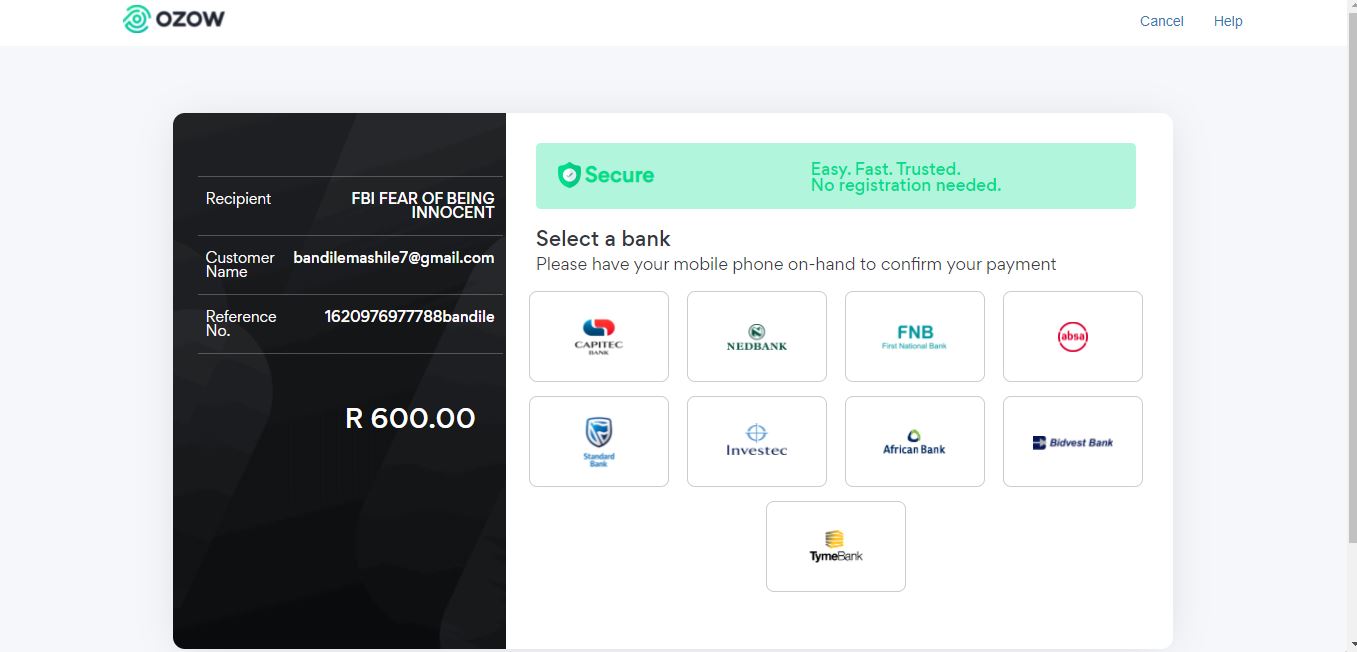 OZOW
Cancel Help
Recipient FBI FEAR OF BEING
INNOCENT
Customer Name bandilemashile7@gmail.com
Reference No. 1620976977788bandile
R 600.00
Secure
Easy. Fast. Trusted.
No registration needed.
Select a bank
Please have your mobile phone on-hand to confirm your payment
CAPITEC
BANK
NEDBANK
FNB
First National Bank
absa
Standard
Bank
Investec
African Bank
Bidvest Bank
TymeBank